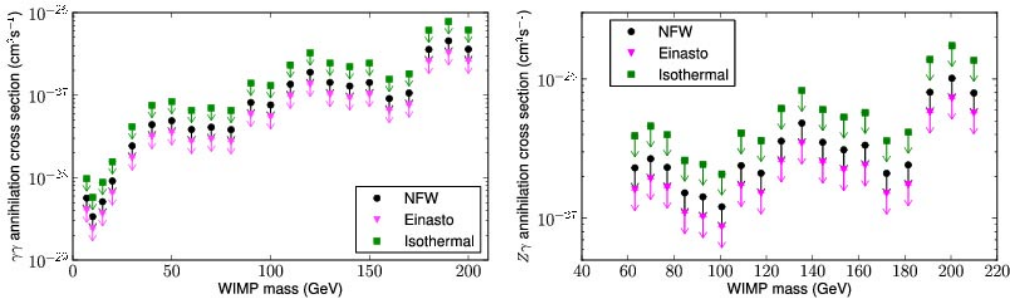 γγ annihilation cross section (cm³s⁻¹)
10⁻²⁶
10⁻²⁷
10⁻²⁸
10⁻²⁹
0 50 100 150 200
WIMP mass (GeV)
NFW
Einasto
Isothermal
Zγ annihilation cross section (cm³s⁻¹)
10⁻²⁶
10⁻²⁷
40 60 80 100 120 140 160 180 200 220
WIMP mass (GeV)
NFW
Einasto
Isothermal